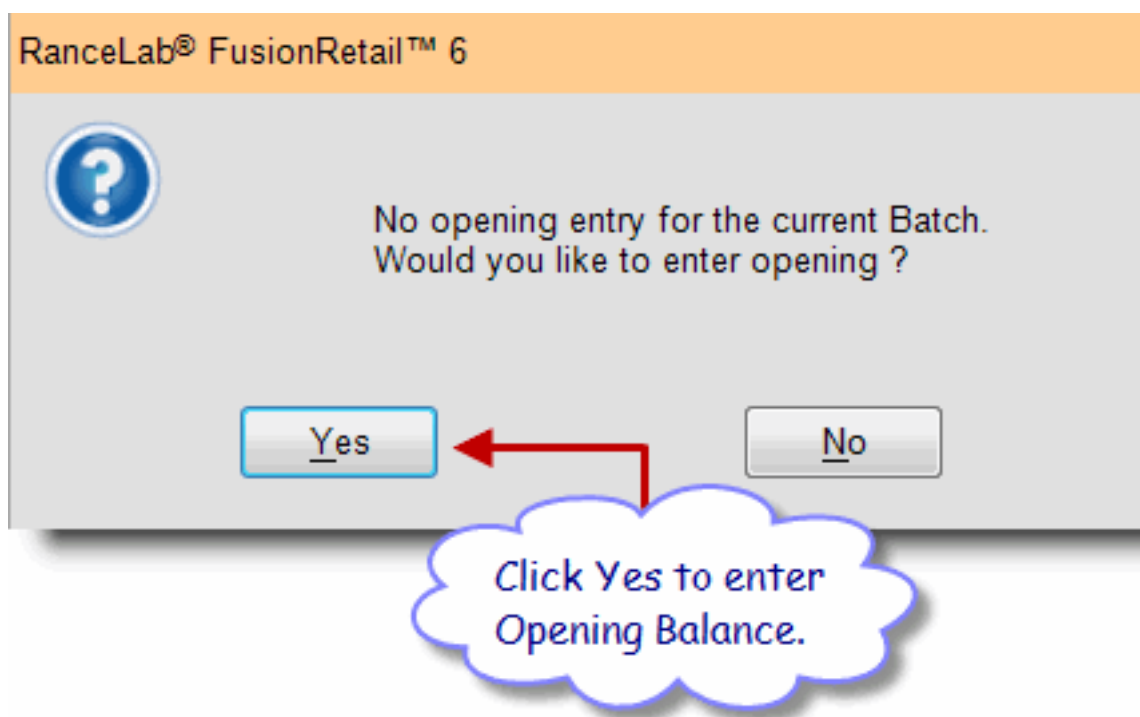 RanceLab® FusionRetail™ 6
No opening entry for the current Batch.
Would you like to enter opening ?
Yes
No
Click Yes to enter
Opening Balance.